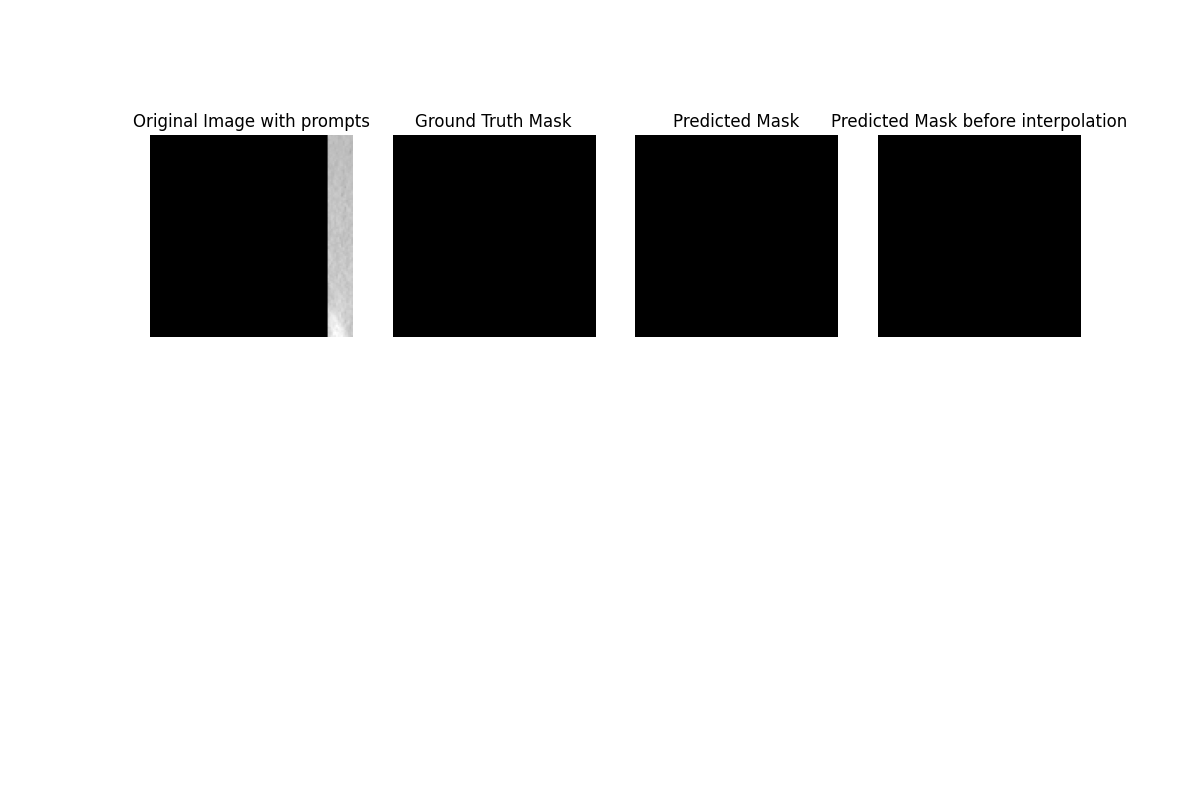 Original Image with prompts
Ground Truth Mask
Predicted Mask
Predicted Mask before interpolation